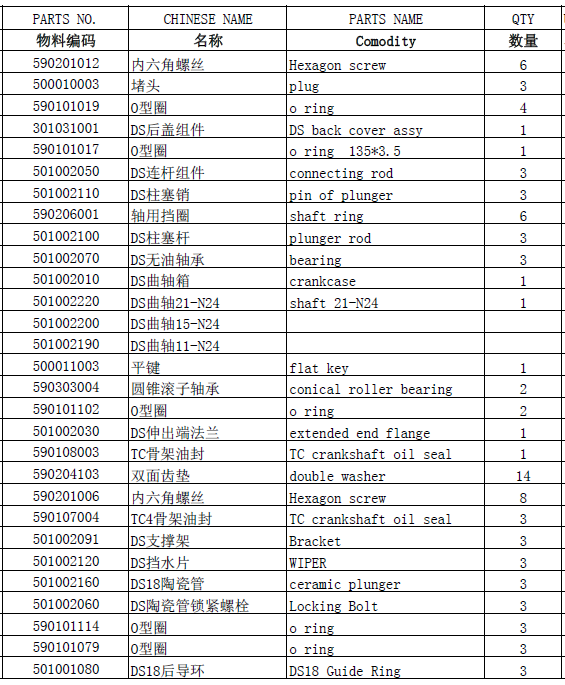 PARTS NO. CHINESE NAME PARTS NAME QTY
物料编码 名称 Comodity 数量
590201012 内六角螺丝 Hexagon screw 6
500010003 堵头 plug 3
590101019 O型圈 o ring 4
301031001 DS后盖组件 DS back cover assy 1
590101017 O型圈 o ring 135*3.5 1
501002050 DS连杆组件 connecting rod 3
501002110 DS柱塞销 pin of plunger 3
590206001 轴用挡圈 shaft ring 6
501002100 DS柱塞杆 plunger rod 3
501002070 DS无油轴承 bearing 3
501002010 DS曲轴箱 crankcase 1
501002220 DS曲轴21-N24 shaft 21-N24 1
501002200 DS曲轴15-N24
501002190 DS曲轴11-N24
500011003 平键 flat key 1
590303004 圆锥滚子轴承 conical roller bearing 2
590101102 O型圈 o ring 2
501002030 DS伸出端法兰 extended end flange 1
590108003 TC骨架油封 TC crankshaft oil seal 1
590204103 双面齿垫 double washer 14
590201006 内六角螺丝 Hexagon screw 8
590107004 TC4骨架油封 TC crankshaft oil seal 3
501002091 DS支撑架 Bracket 3
501002120 DS挡水片 WIPER 3
501002160 DS18陶瓷管 ceramic plunger 3
501002060 DS陶瓷管锁紧螺栓 Locking Bolt 3
590101114 O型圈 o ring 3
590101079 O型圈 o ring 3
501001080 DS18后导环 DS18 Guide Ring 3